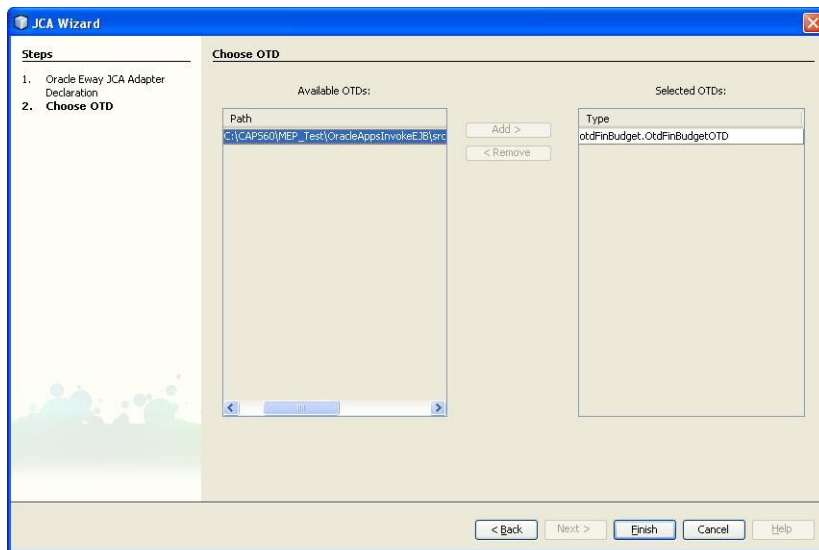 JCA Wizard
Steps
1. Oracle Eway JCA Adapter
Declaration
2. Choose OTD
Choose OTD
Available OTDs:
Path
C:\CAPS60\MEP_Test\OracleAppsInvokeEJB\src
Add >
< Remove
Selected OTDs:
Type
otdFinBudget.OtdFinBudgetOTD
< Back
Next >
Finish
Cancel
Help